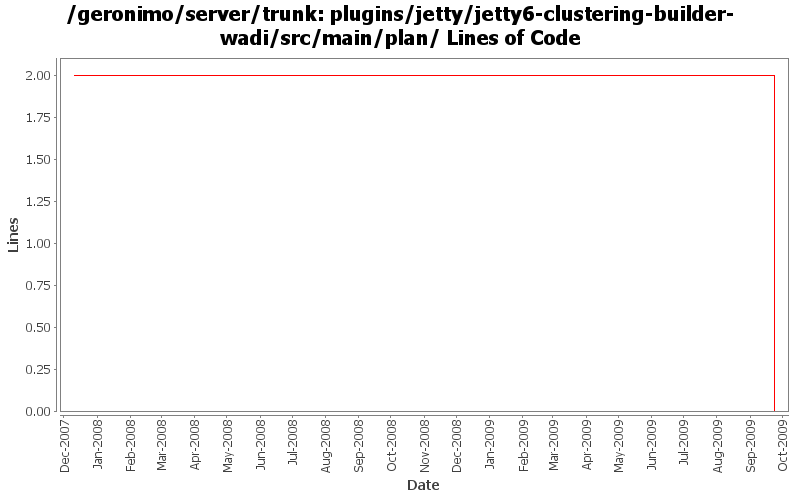 /geronimo/server/trunk: plugins/jetty/jetty6-clustering-builder-
wadi/src/main/plan/ Lines of Code
2.00
1.75
1.50
1.25
1.00
0.75
0.50
0.25
0.00
Lines
Dec-2007
Jan-2008
Feb-2008
Mar-2008
Apr-2008
May-2008
Jun-2008
Jul-2008
Aug-2008
Sep-2008
Oct-2008
Nov-2008
Dec-2008
Jan-2009
Feb-2009
Mar-2009
Apr-2009
May-2009
Jun-2009
Jul-2009
Aug-2009
Sep-2009
Oct-2009
Date